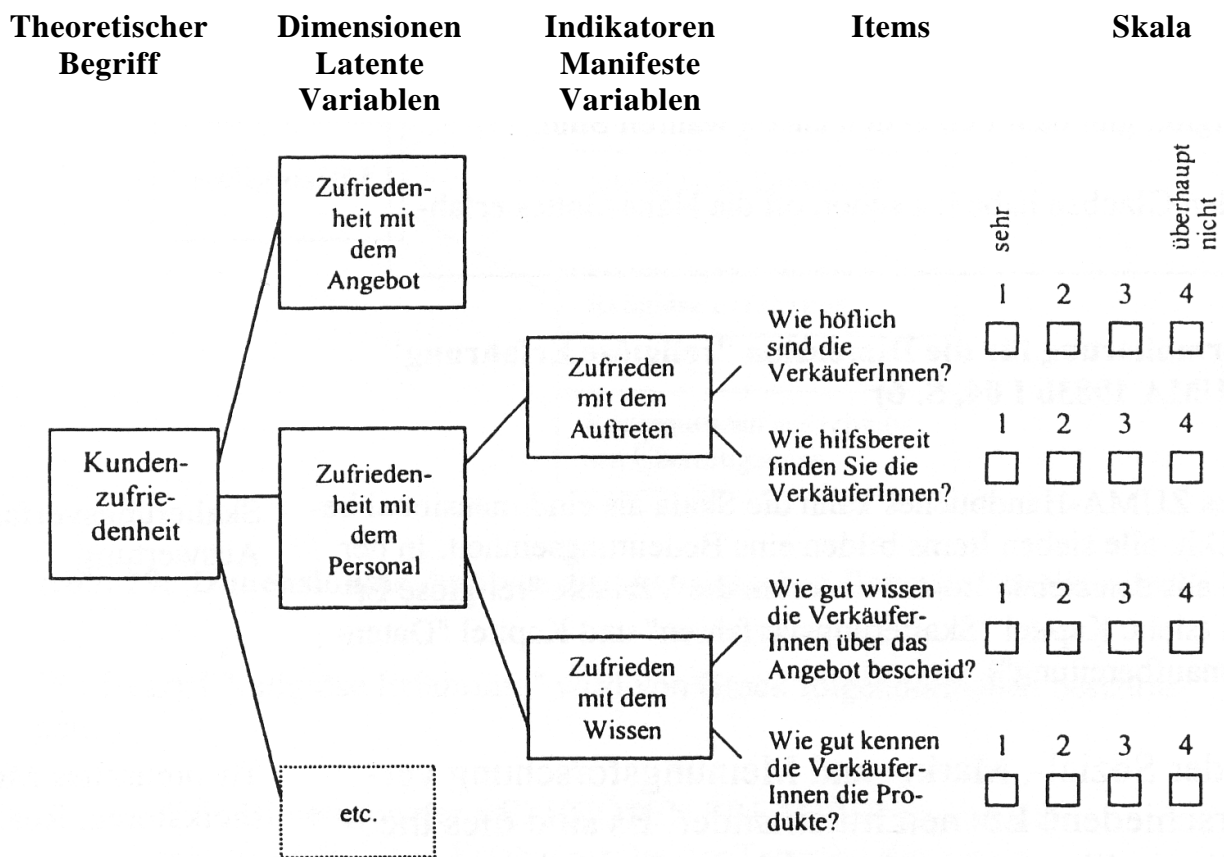 Theoretischer
Begriff
Dimensionen
Latente
Variablen
Indikatoren
Manifeste
Variablen
Items
Skala
Kunden-
zufrie-
denheit
Zufrieden-
heit mit
dem
Angebot
Zufrieden-
heit mit
dem
Personal
etc.
Zufrieden
mit dem
Auftreten
Zufrieden
mit dem
Wissen
sehr
überhaupt
nicht
Wie höflich
sind die
VerkäuferInnen?
1 2 3 4
Wie hilfsbereit
finden Sie die
VerkäuferInnen?
1 2 3 4
Wie gut wissen
die Verkäufer-
Innen über das
Angebot bescheid?
1 2 3 4
Wie gut kennen
die Verkäufer-
Innen die Pro-
dukte?
1 2 3 4